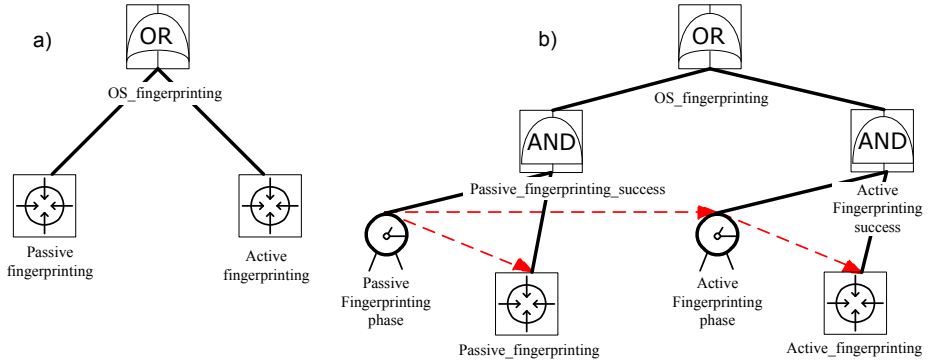 a)
OR
OS_fingerprinting
Passive
fingerprinting
Active
fingerprinting
b)
OR
OS_fingerprinting
AND
AND
Passive_fingerprinting_success
Active
Fingerprinting
success
Passive
Fingerprinting
phase
Active
Fingerprinting
phase
Passive_fingerprinting
Active_fingerprinting